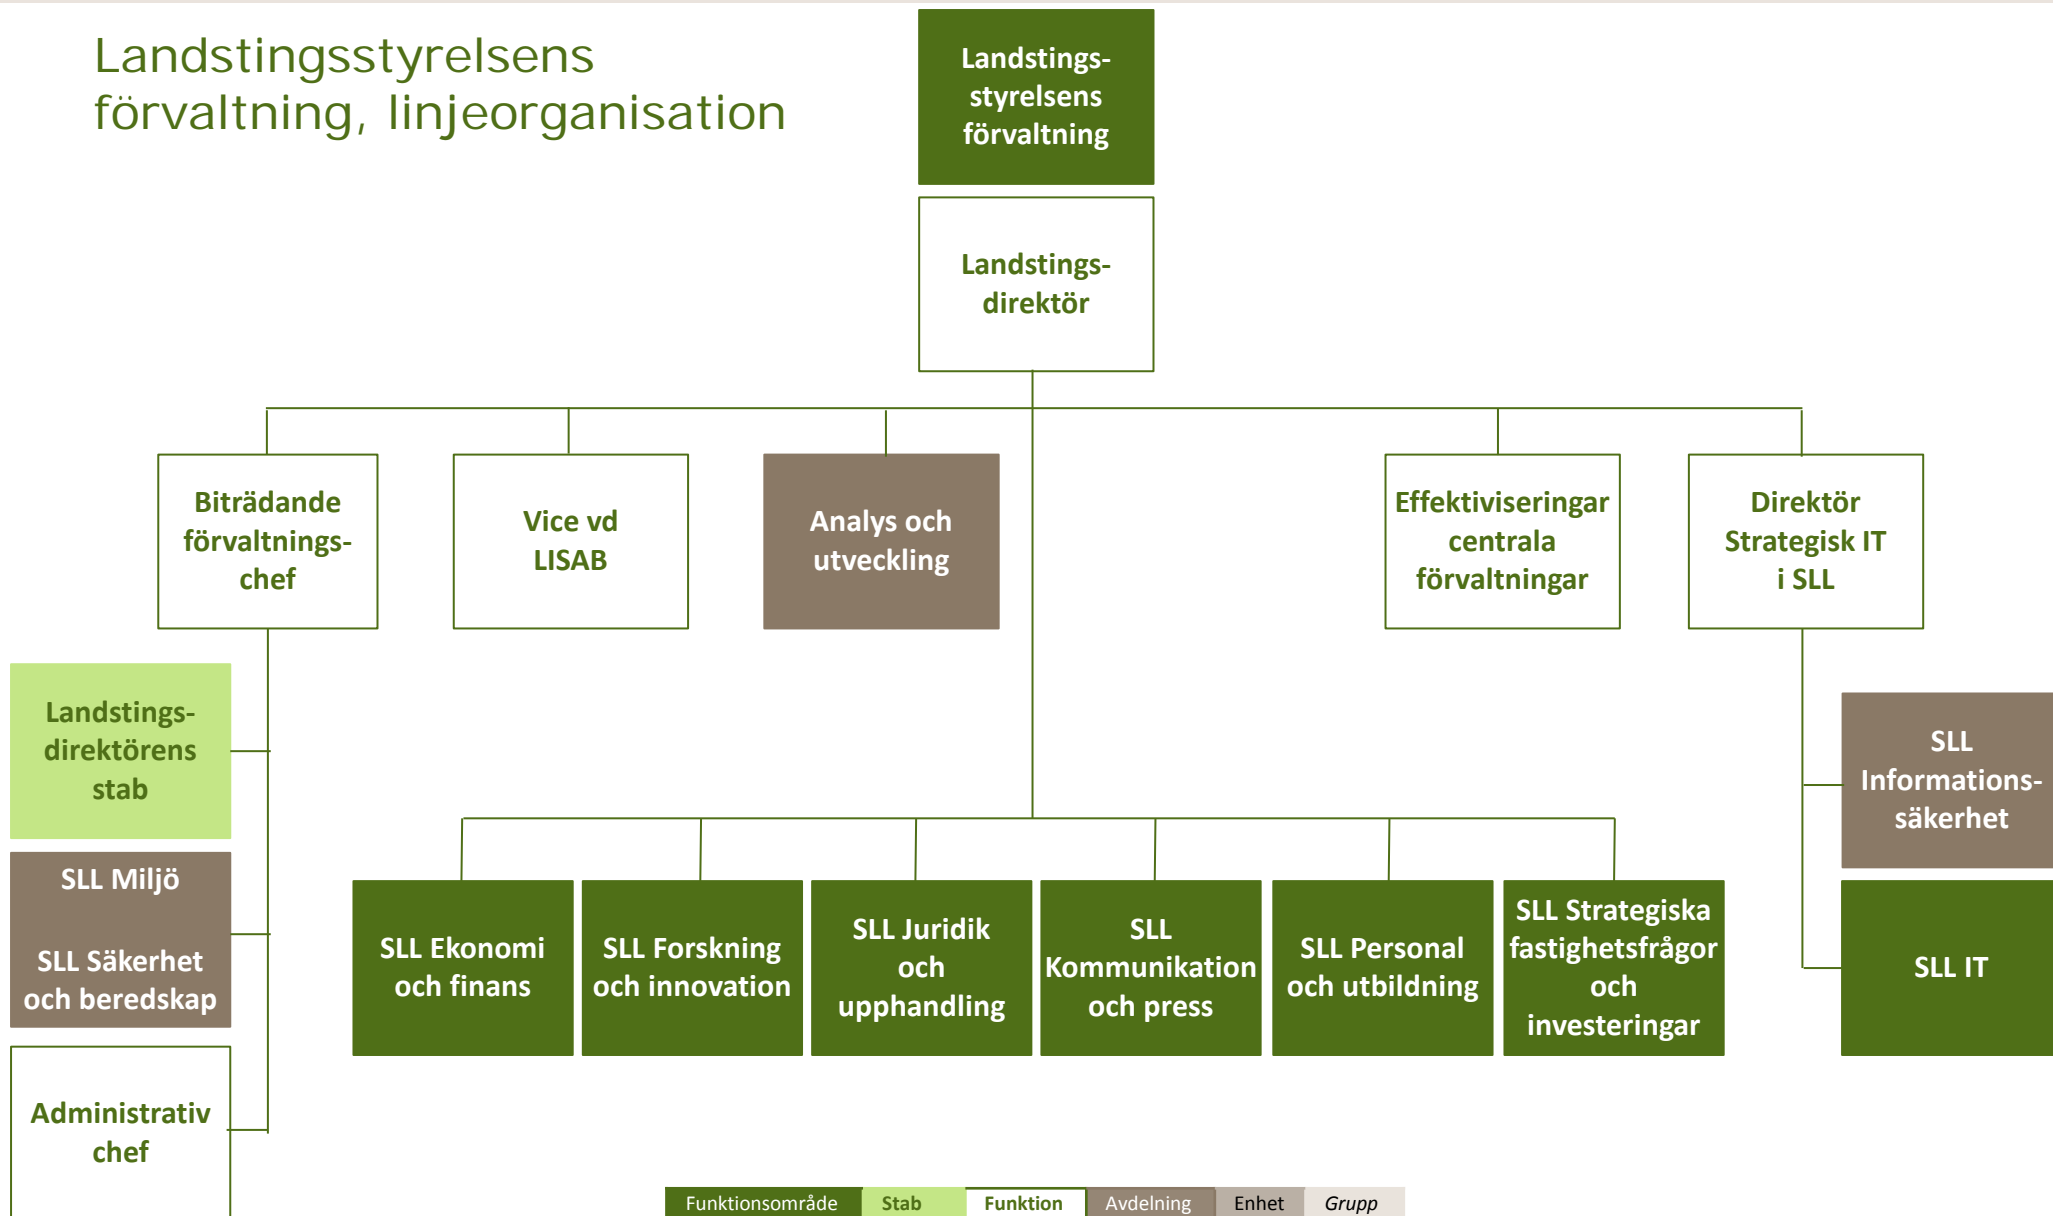 Landstingsstyrelsens
förvaltning, linjeorganisation
Landstings-
styrelsens
förvaltning
Landstings-
direktör
Biträdande
förvaltnings-
chef
Vice vd
LISAB
Analys och
utveckling
Effektiviseringar
centrala
förvaltningar
Direktör
Strategisk IT
i SLL
Landstings-
direktörens
stab
SLL Miljö
SLL Säkerhet
och beredskap
Administrativ
chef
SLL Ekonomi
och finans
SLL Forskning
och innovation
SLL Juridik
och
upphandling
SLL
Kommunikation
och press
SLL Personal
och utbildning
SLL Strategiska
fastighetsfrågor
och
investeringar
SLL
Informations-
säkerhet
SLL IT
Funktionsområde Stab Funktion Avdelning Enhet Grupp